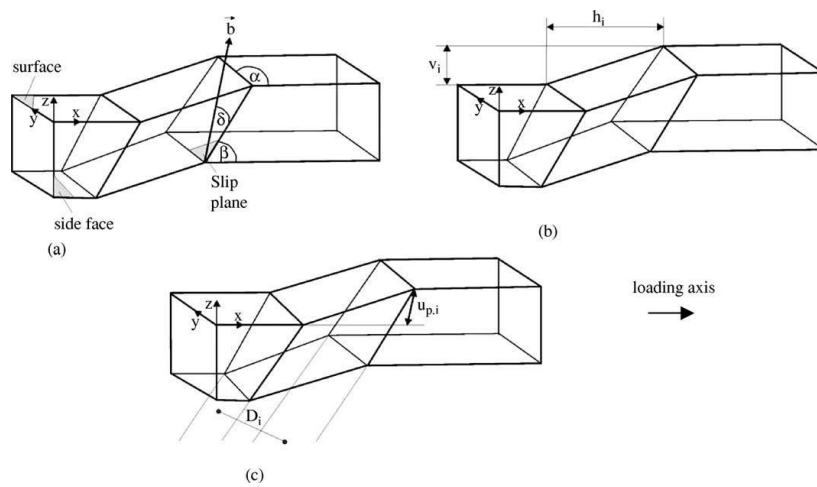 b
h_i
surface
α
v_i
z
x
y
δ
β
z
x
y
Slip
plane
side face
(a)
(b)
z
x
y
u_p,i
loading axis
D_i
(c)